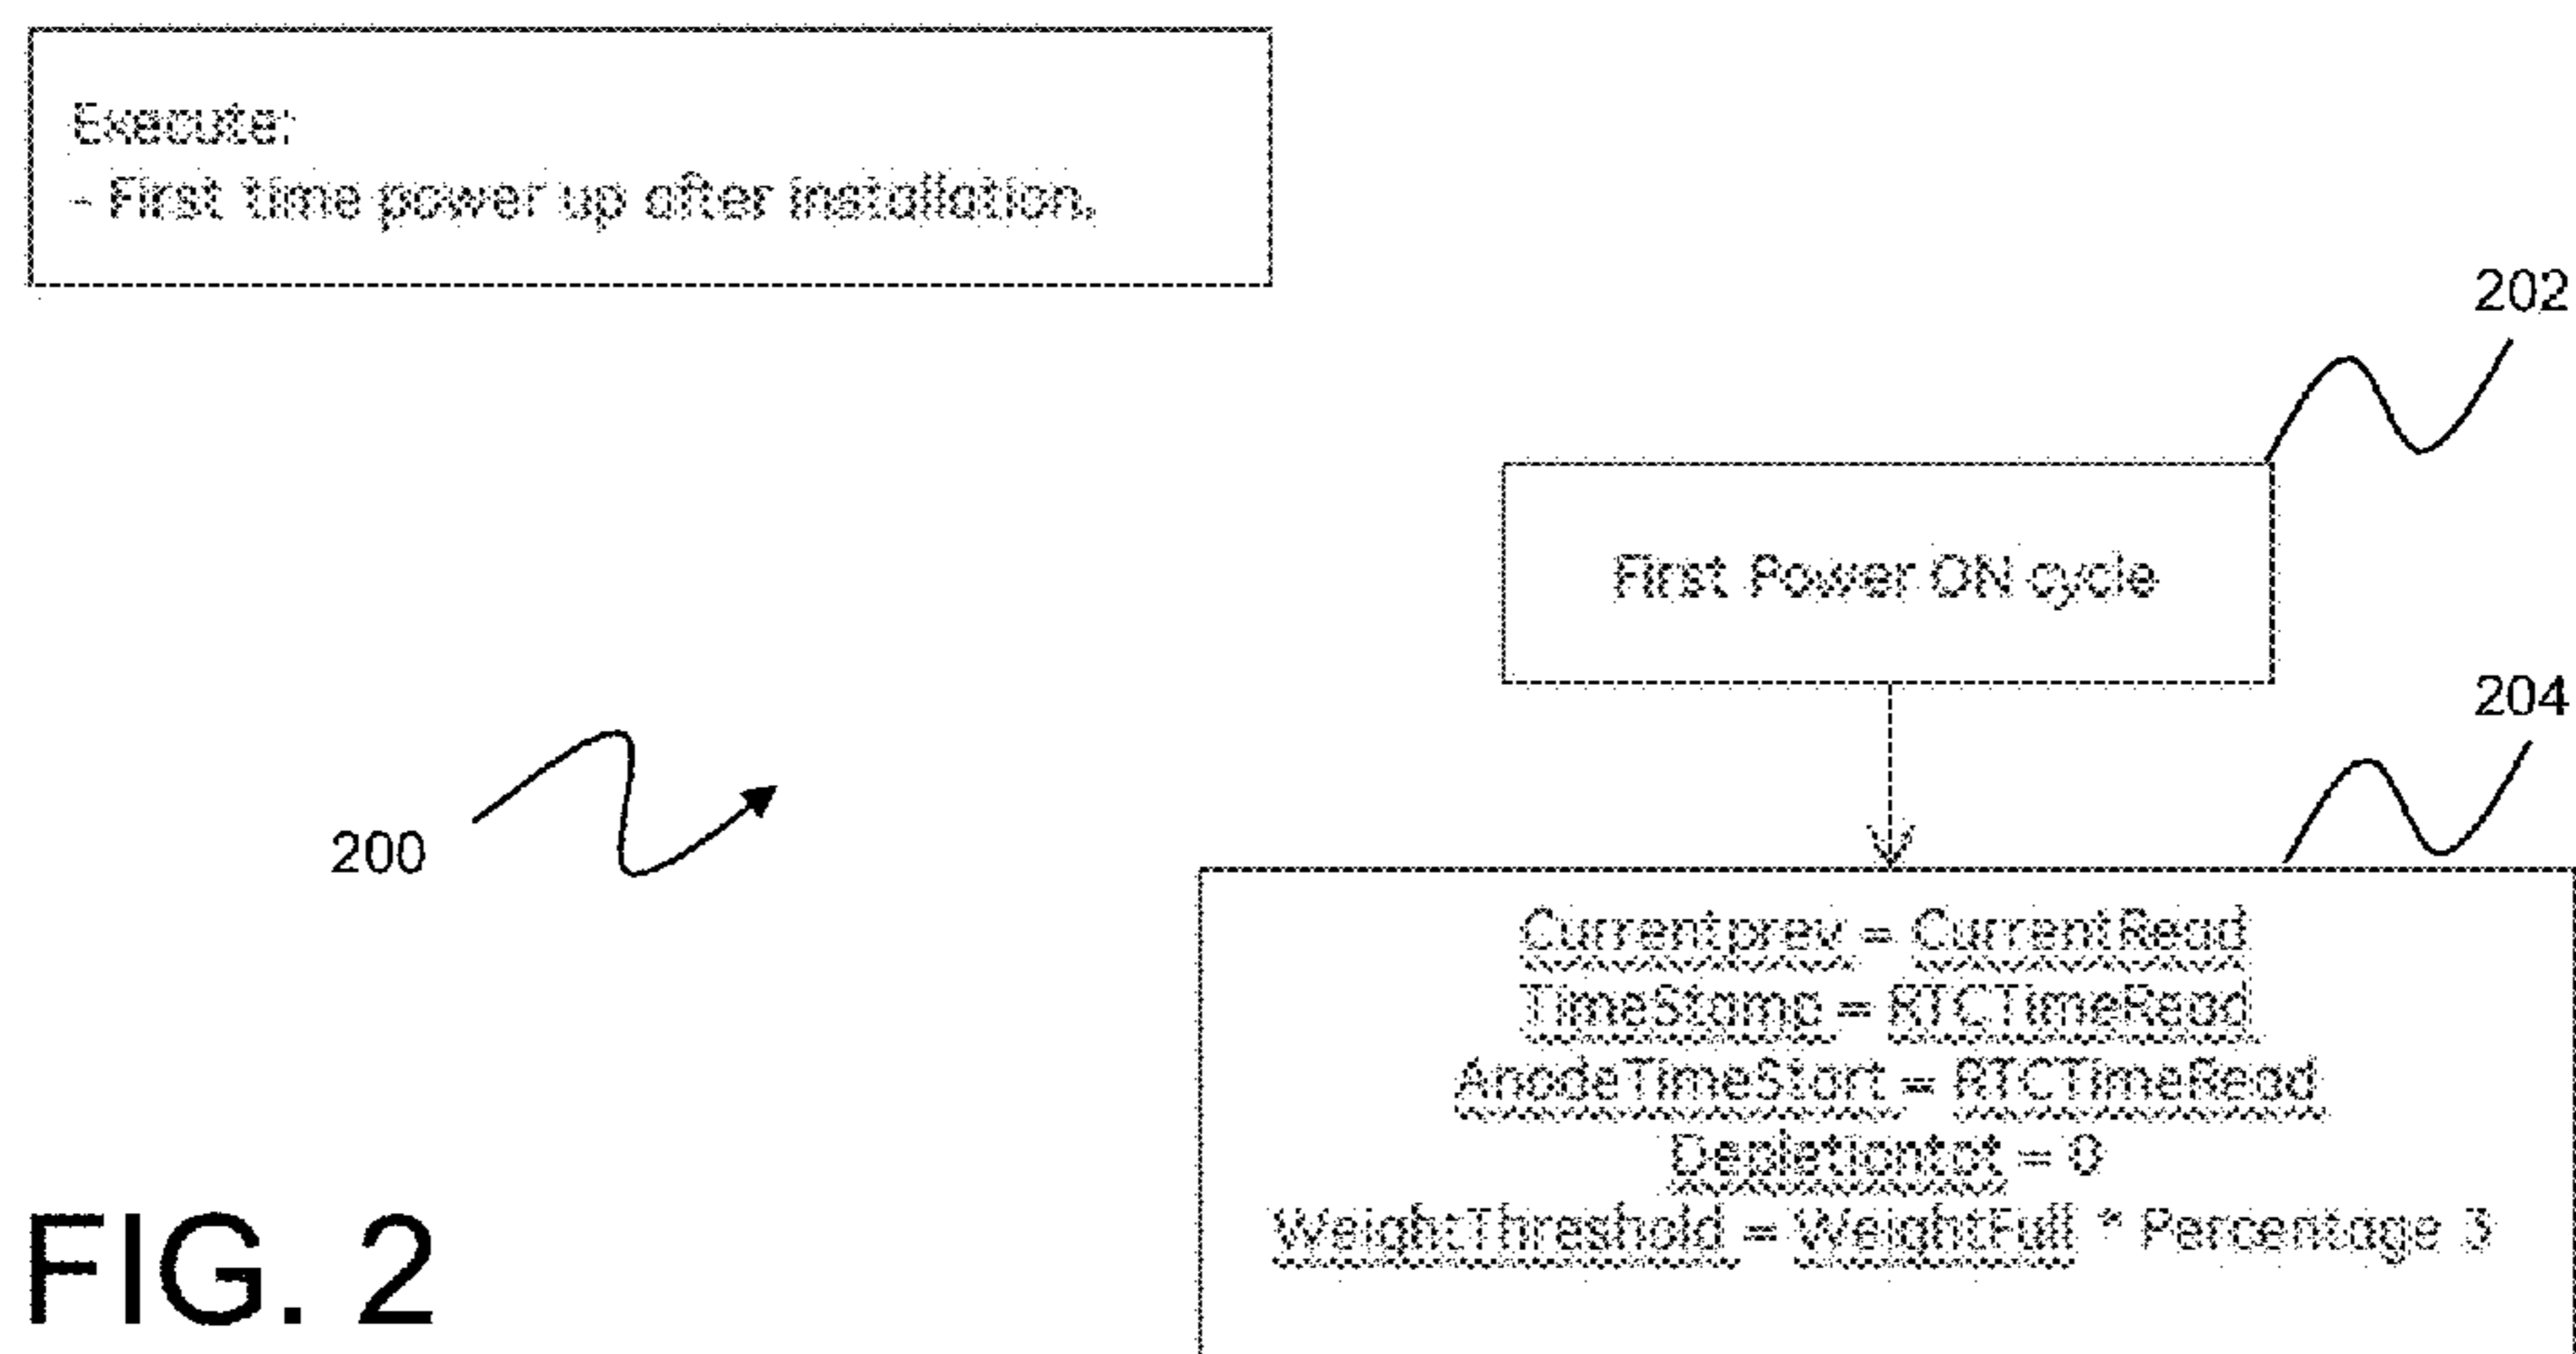 Execute:
- First time power up after installation.
202
First Power ON cycle
204
200
Currentprev = CurrentRead
TimeStamp = RTCTimeRead
AnodeTimeStart = RTCTimeRead
Depletiontot = 0
WeightThreshold = WeightFull * Percentage 3
FIG. 2